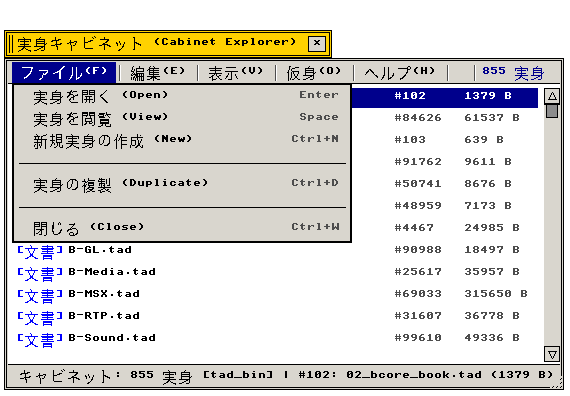 実身キャビネット (Cabinet Explorer) ×
ファイル(F) 編集(E) 表示(V) 仮身(O) ヘルプ(H) 855 実身
実身を開く (Open) Enter #102 1379 B
実身を閲覧 (View) Space #84626 61537 B
新規実身の作成 (New) Ctrl+N #103 639 B
#91762 9611 B
実身の複製 (Duplicate) Ctrl+D #50741 8676 B
#48959 7173 B
閉じる (Close) Ctrl+W #4467 24985 B
[文書] B-GL.tad #90988 18497 B
[文書] B-Media.tad #25617 35957 B
[文書] B-MSX.tad #69033 315650 B
[文書] B-RTP.tad #31607 36778 B
[文書] B-Sound.tad #99610 49336 B
キャビネット: 855 実身 [tad_bin] | #102: 02_bcore_book.tad (1379 B)